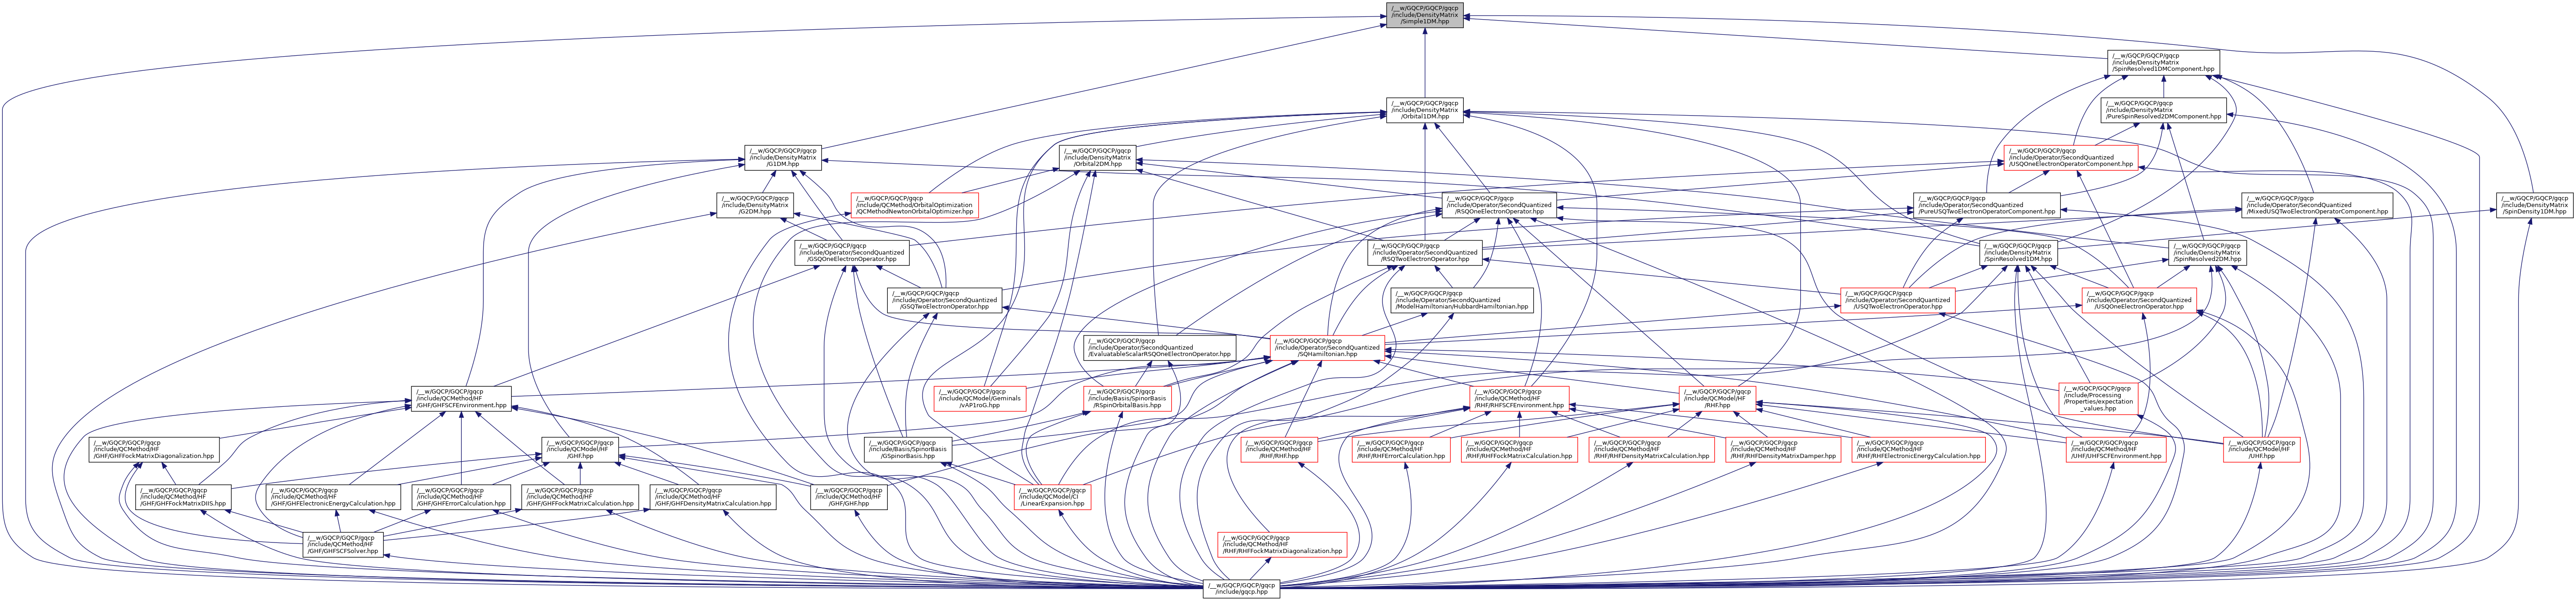 /__w/GQCP/GQCP/gqcp
/include/DensityMatrix
/Simple1DM.hpp
/__w/GQCP/GQCP/gqcp
/include/DensityMatrix
/SpinResolved1DMComponent.hpp
/__w/GQCP/GQCP/gqcp
/include/DensityMatrix
/Orbital1DM.hpp
/__w/GQCP/GQCP/gqcp
/include/DensityMatrix
/PureSpinResolved2DMComponent.hpp
/__w/GQCP/GQCP/gqcp
/include/DensityMatrix
/G1DM.hpp
/__w/GQCP/GQCP/gqcp
/include/DensityMatrix
/Orbital2DM.hpp
/__w/GQCP/GQCP/gqcp
/include/Operator/SecondQuantized
/USQOneElectronOperatorComponent.hpp
/__w/GQCP/GQCP/gqcp
/include/DensityMatrix
/G2DM.hpp
/__w/GQCP/GQCP/gqcp
/include/QCMethod/OrbitalOptimization
/QCMethodNewtonOrbitalOptimizer.hpp
/__w/GQCP/GQCP/gqcp
/include/Operator/SecondQuantized
/RSQOneElectronOperator.hpp
/__w/GQCP/GQCP/gqcp
/include/Operator/SecondQuantized
/PureUSQTwoElectronOperatorComponent.hpp
/__w/GQCP/GQCP/gqcp
/include/Operator/SecondQuantized
/MixedUSQTwoElectronOperatorComponent.hpp
/__w/GQCP/GQCP/gqcp
/include/DensityMatrix
/SpinDensity1DM.hpp
/__w/GQCP/GQCP/gqcp
/include/Operator/SecondQuantized
/GSQOneElectronOperator.hpp
/__w/GQCP/GQCP/gqcp
/include/Operator/SecondQuantized
/RSQTwoElectronOperator.hpp
/__w/GQCP/GQCP/gqcp
/include/DensityMatrix
/SpinResolved1DM.hpp
/__w/GQCP/GQCP/gqcp
/include/DensityMatrix
/SpinResolved2DM.hpp
/__w/GQCP/GQCP/gqcp
/include/Operator/SecondQuantized
/GSQTwoElectronOperator.hpp
/__w/GQCP/GQCP/gqcp
/include/Operator/SecondQuantized
/ModelHamiltonian/HubbardHamiltonian.hpp
/__w/GQCP/GQCP/gqcp
/include/Operator/SecondQuantized
/USQTwoElectronOperator.hpp
/__w/GQCP/GQCP/gqcp
/include/Operator/SecondQuantized
/USQOneElectronOperator.hpp
/__w/GQCP/GQCP/gqcp
/include/Operator/SecondQuantized
/EvaluatableScalarRSQOneElectronOperator.hpp
/__w/GQCP/GQCP/gqcp
/include/Operator/SecondQuantized
/SQHamiltonian.hpp
/__w/GQCP/GQCP/gqcp
/include/QCMethod/HF
/GHF/GHFSCFEnvironment.hpp
/__w/GQCP/GQCP/gqcp
/include/QCModel/Geminals
/vAP1roG.hpp
/__w/GQCP/GQCP/gqcp
/include/Basis/SpinorBasis
/RSpinOrbitalBasis.hpp
/__w/GQCP/GQCP/gqcp
/include/QCMethod/HF
/RHF/RHFSCFEnvironment.hpp
/__w/GQCP/GQCP/gqcp
/include/QCModel/HF
/RHF.hpp
/__w/GQCP/GQCP/gqcp
/include/Processing
/Properties/expectation
_values.hpp
/__w/GQCP/GQCP/gqcp
/include/QCMethod/HF
/GHF/GHFFockMatrixDiagonalization.hpp
/__w/GQCP/GQCP/gqcp
/include/QCModel/HF
/GHF.hpp
/__w/GQCP/GQCP/gqcp
/include/Basis/SpinorBasis
/GSpinorBasis.hpp
/__w/GQCP/GQCP/gqcp
/include/QCMethod/HF
/RHF/RHF.hpp
/__w/GQCP/GQCP/gqcp
/include/QCMethod/HF
/RHF/RHFErrorCalculation.hpp
/__w/GQCP/GQCP/gqcp
/include/QCMethod/HF
/RHF/RHFFockMatrixCalculation.hpp
/__w/GQCP/GQCP/gqcp
/include/QCMethod/HF
/RHF/RHFDensityMatrixCalculation.hpp
/__w/GQCP/GQCP/gqcp
/include/QCMethod/HF
/RHF/RHFDensityMatrixDamper.hpp
/__w/GQCP/GQCP/gqcp
/include/QCMethod/HF
/RHF/RHFElectronicEnergyCalculation.hpp
/__w/GQCP/GQCP/gqcp
/include/QCMethod/HF
/UHF/UHFSCFEnvironment.hpp
/__w/GQCP/GQCP/gqcp
/include/QCModel/HF
/UHF.hpp
/__w/GQCP/GQCP/gqcp
/include/QCMethod/HF
/GHF/GHFFockMatrixDIIS.hpp
/__w/GQCP/GQCP/gqcp
/include/QCMethod/HF
/GHF/GHFElectronicEnergyCalculation.hpp
/__w/GQCP/GQCP/gqcp
/include/QCMethod/HF
/GHF/GHFErrorCalculation.hpp
/__w/GQCP/GQCP/gqcp
/include/QCMethod/HF
/GHF/GHFFockMatrixCalculation.hpp
/__w/GQCP/GQCP/gqcp
/include/QCMethod/HF
/GHF/GHFDensityMatrixCalculation.hpp
/__w/GQCP/GQCP/gqcp
/include/QCMethod/HF
/GHF/GHF.hpp
/__w/GQCP/GQCP/gqcp
/include/QCModel/CI
/LinearExpansion.hpp
/__w/GQCP/GQCP/gqcp
/include/QCMethod/HF
/GHF/GHFSCFSolver.hpp
/__w/GQCP/GQCP/gqcp
/include/QCMethod/HF
/RHF/RHFFockMatrixDiagonalization.hpp
/__w/GQCP/GQCP/gqcp
/include/gqcp.hpp